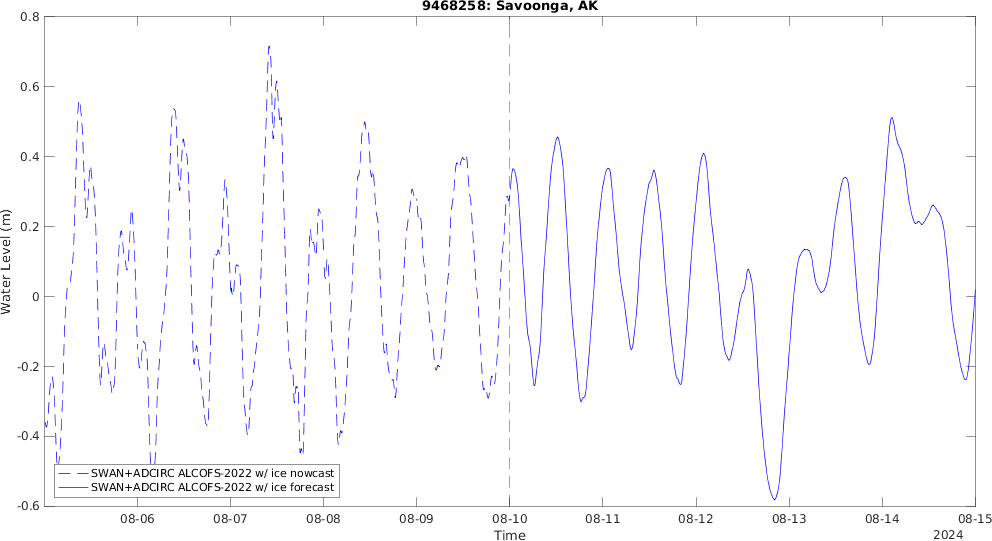 9468258: Savoonga, AK
0.8
0.6
0.4
0.2
0
-0.2
-0.4
-0.6
Water Level (m)
SWAN+ADCIRC ALCOFS-2022 w/ ice nowcast
SWAN+ADCIRC ALCOFS-2022 w/ ice forecast
08-06 08-07 08-08 08-09 08-10 08-11 08-12 08-13 08-14 08-15
Time
2024